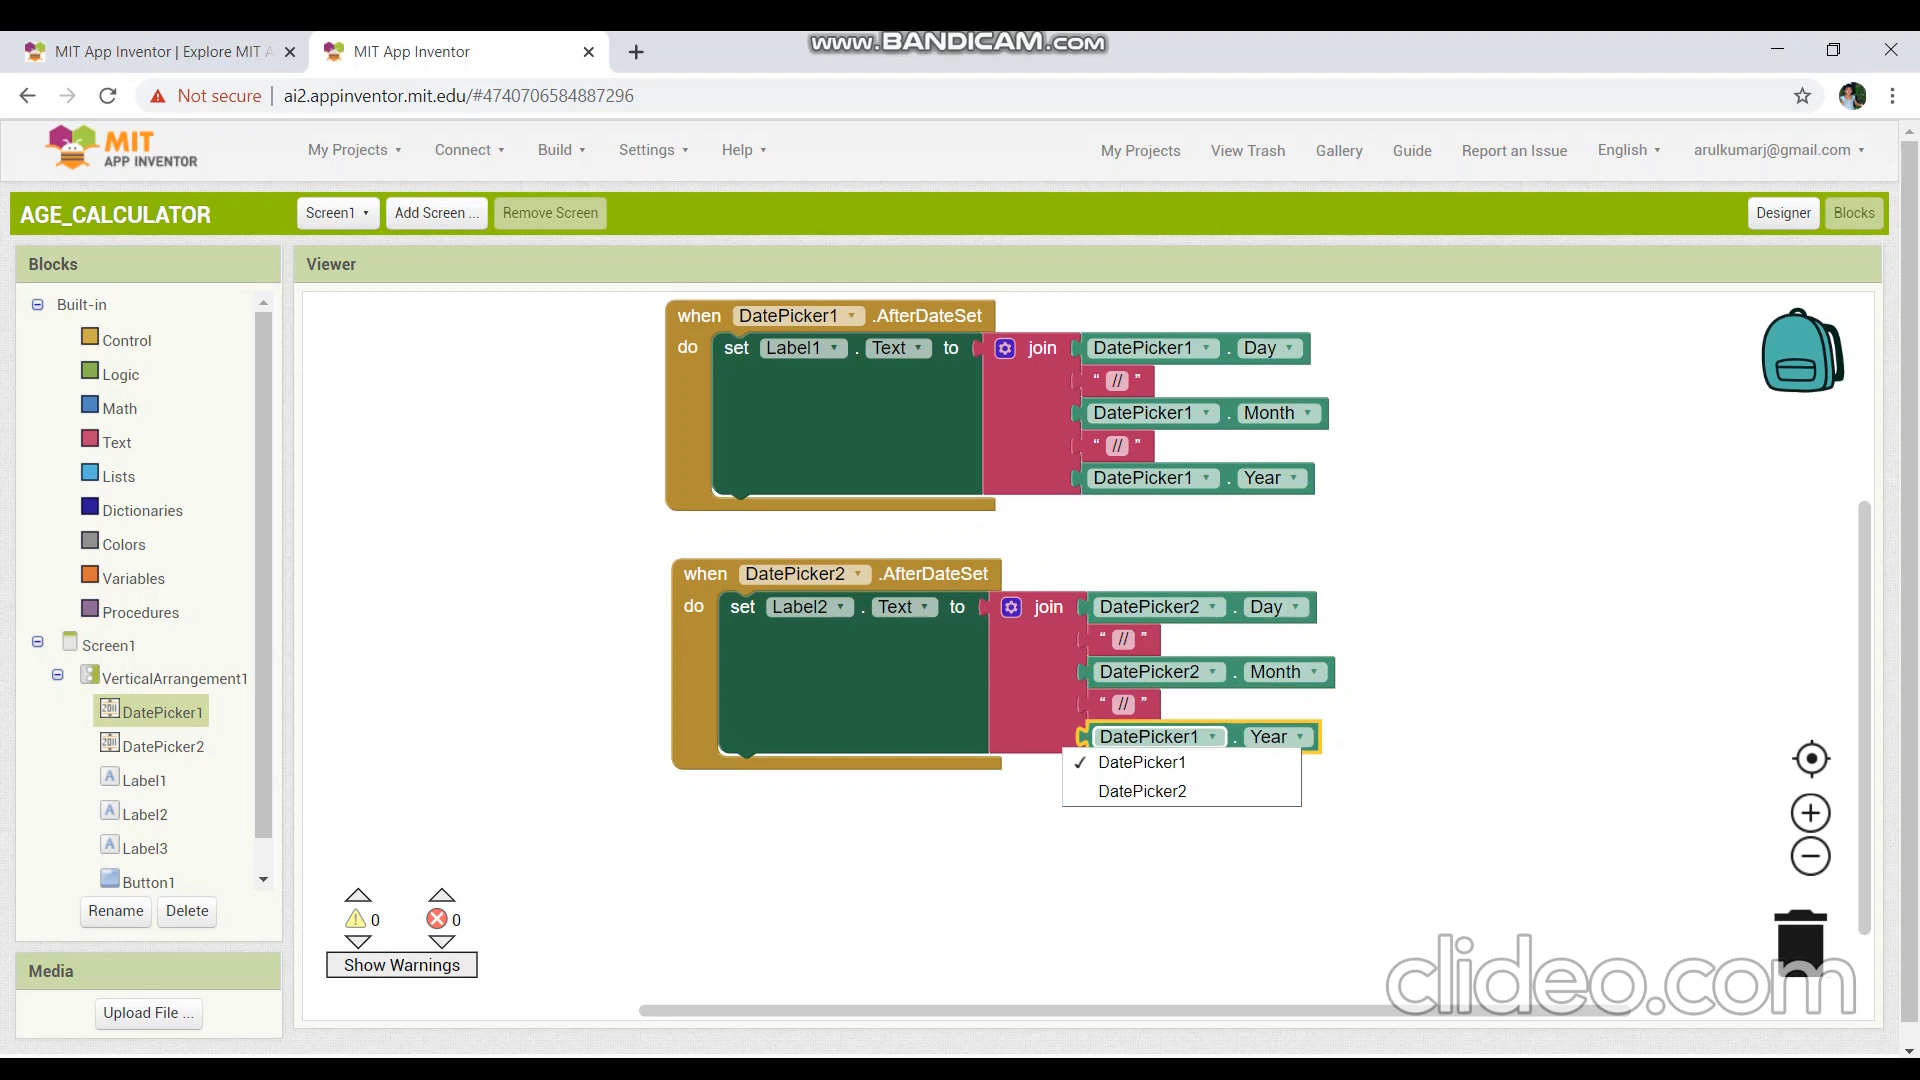 www.BANDICAM.com
MIT App Inventor | Explore MIT A
MIT App Inventor
Not secure
ai2.appinventor.mit.edu/#4740706584887296
MIT
APP INVENTOR
My Projects
Connect
Build
Settings
Help
My Projects
View Trash
Gallery
Guide
Report an Issue
English
arulkumarj@gmail.com
AGE_CALCULATOR
Screen1
Add Screen ...
Remove Screen
Designer
Blocks
Blocks
Built-in
Control
Logic
Math
Text
Lists
Dictionaries
Colors
Variables
Procedures
Screen1
VerticalArrangement1
DatePicker1
DatePicker2
Label1
Label2
Label3
Button1
Rename
Delete
Media
Upload File ...
Viewer
when DatePicker1 .AfterDateSet
do set Label1 . Text to join DatePicker1 . Day
“ // ”
DatePicker1 . Month
“ // ”
DatePicker1 . Year
when DatePicker2 .AfterDateSet
do set Label2 . Text to join DatePicker2 . Day
“ // ”
DatePicker2 . Month
“ // ”
DatePicker1 . Year
✓ DatePicker1
DatePicker2
0
0
Show Warnings
clideo.com